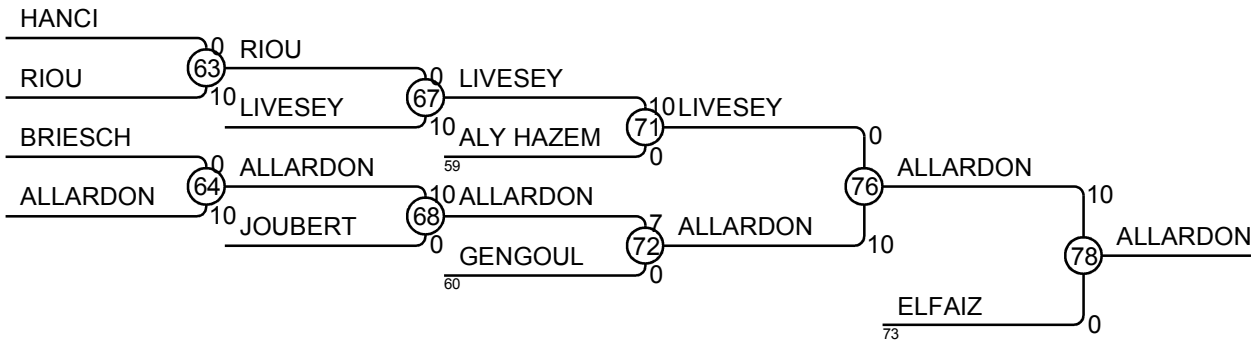 HANCI
0
63
RIOU
10
RIOU
0
67
LIVESEY
10
BRIESCH
0
64
ALLARDON
10
ALLARDON
10
68
JOUBERT
0
LIVESEY
10
71
ALY HAZEM
59
0
ALLARDON
7
72
GENGOUL
60
0
LIVESEY
0
76
ALLARDON
10
ALLARDON
10
78
ELFAIZ
73
0
ALLARDON